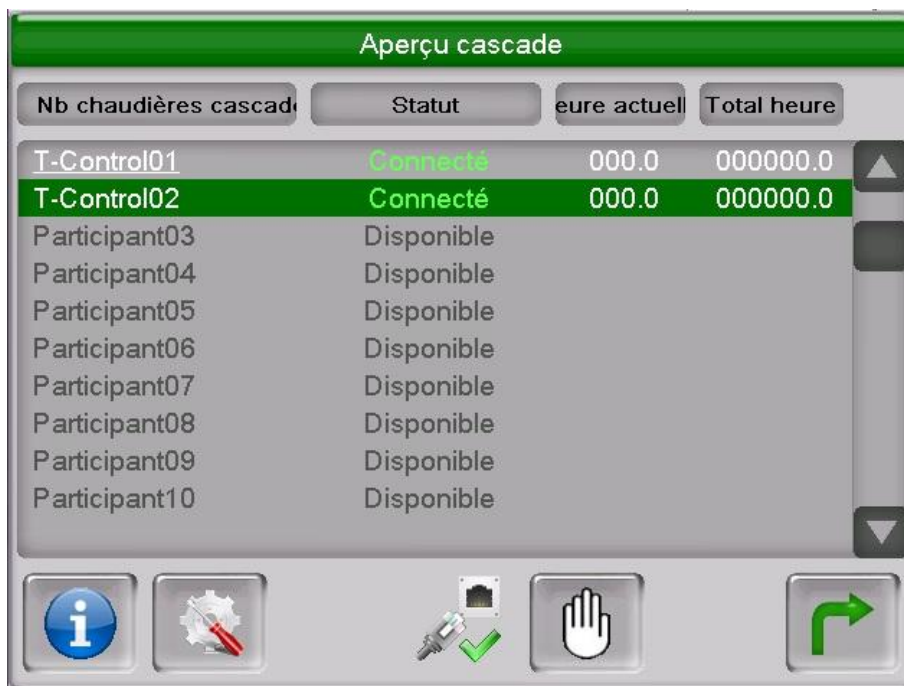 Aperçu cascade
Nb chaudières cascad Statut eure actuell Total heure
T-Control01 Connecté 000.0 000000.0
T-Control02 Connecté 000.0 000000.0
Participant03 Disponible
Participant04 Disponible
Participant05 Disponible
Participant06 Disponible
Participant07 Disponible
Participant08 Disponible
Participant09 Disponible
Participant10 Disponible